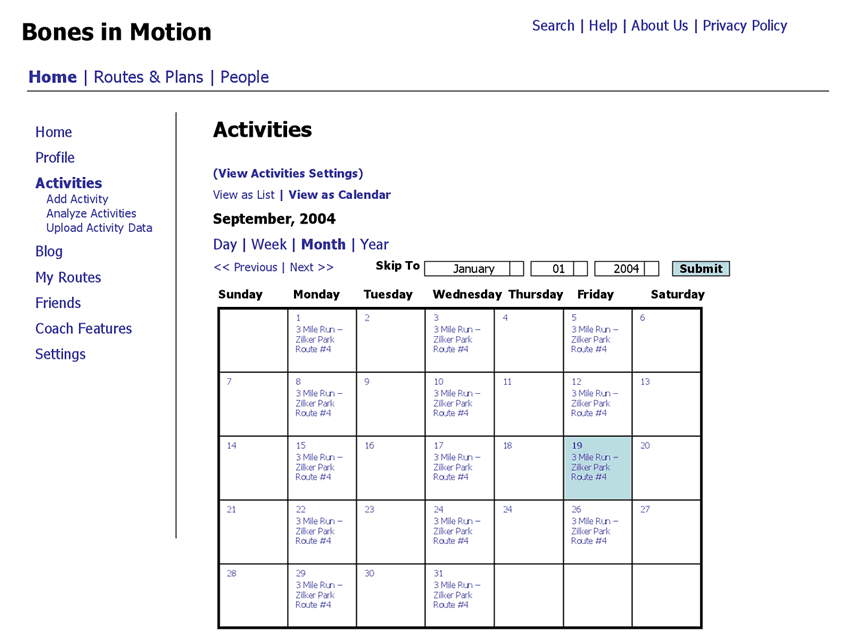 Bones in Motion
Search | Help | About Us | Privacy Policy
Home | Routes & Plans | People
Home
Profile
Activities
Add Activity
Analyze Activities
Upload Activity Data
Blog
My Routes
Friends
Coach Features
Settings
Activities
(View Activities Settings)
View as List | View as Calendar
September, 2004
Day | Week | Month | Year
<< Previous | Next >> Skip To January 01 2004 Submit
Sunday Monday Tuesday Wednesday Thursday Friday Saturday
1 2 3 4 5 6
3 Mile Run – 3 Mile Run – 3 Mile Run –
Zilker Park Zilker Park Zilker Park
Route #4 Route #4 Route #4
7 8 9 10 11 12 13
3 Mile Run – 3 Mile Run – 3 Mile Run –
Zilker Park Zilker Park Zilker Park
Route #4 Route #4 Route #4
14 15 16 17 18 19 20
3 Mile Run – 3 Mile Run – 3 Mile Run –
Zilker Park Zilker Park Zilker Park
Route #4 Route #4 Route #4
21 22 23 24 24 26 27
3 Mile Run – 3 Mile Run – 3 Mile Run –
Zilker Park Zilker Park Zilker Park
Route #4 Route #4 Route #4
28 29 30 31
3 Mile Run – 3 Mile Run –
Zilker Park Zilker Park
Route #4 Route #4